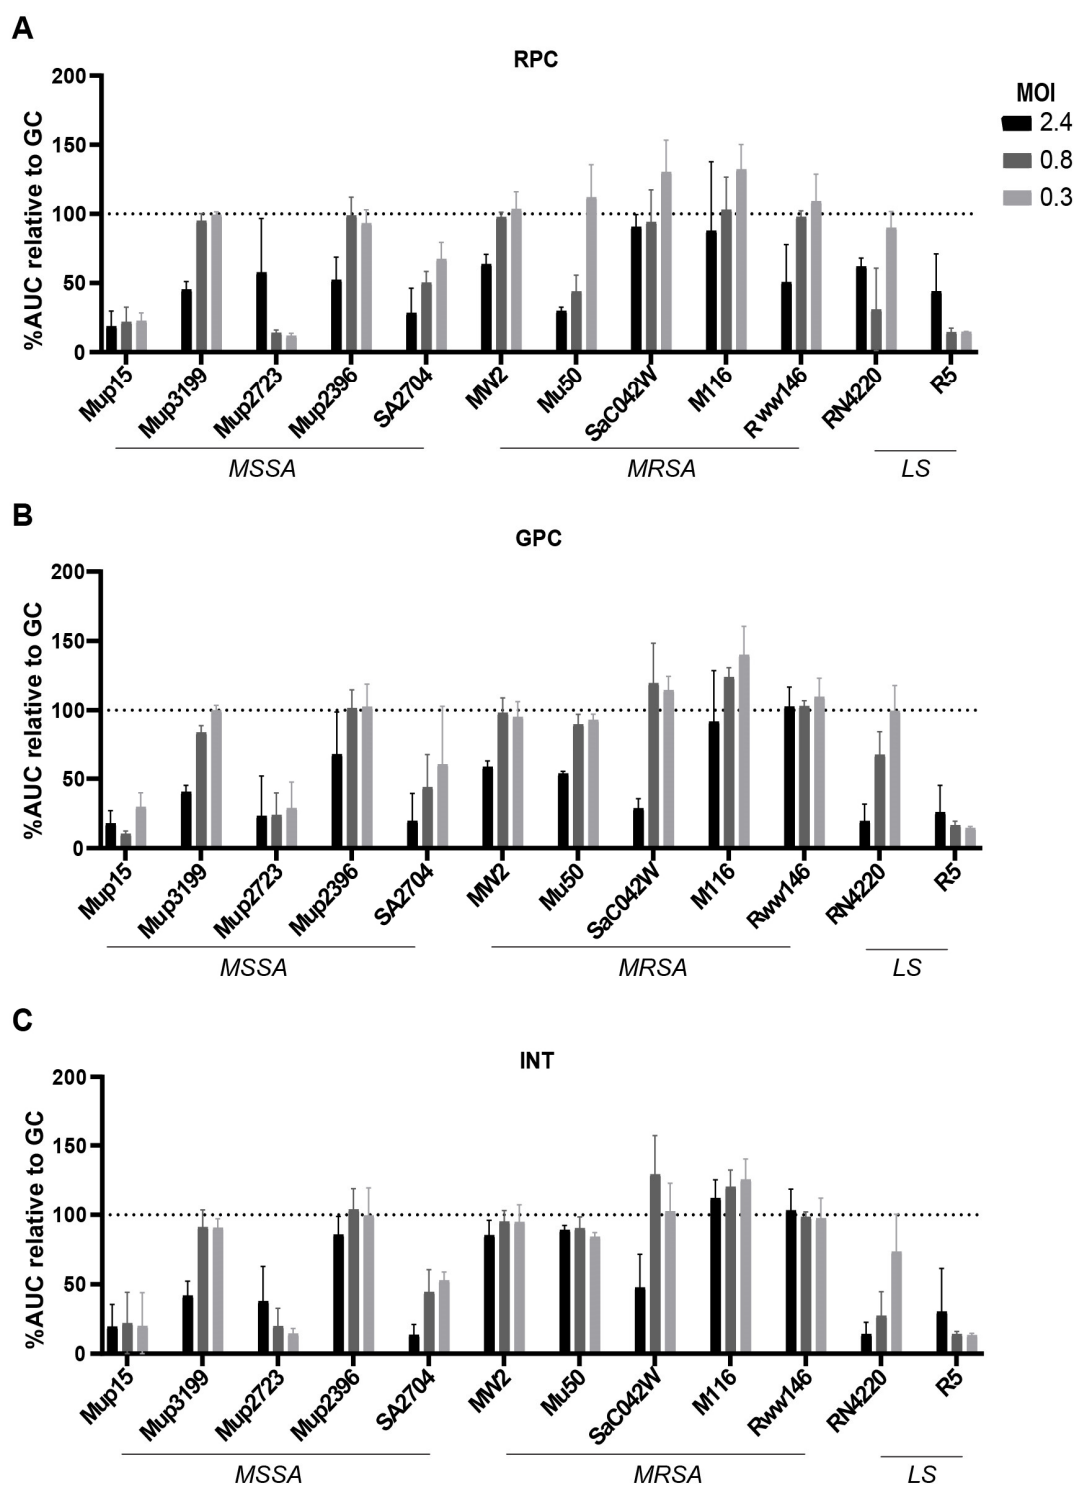 A
RPC
%AUC relative to GC
200
150
100
50
0
MOI
2.4
0.8
0.3
Mup15
Mup3199
Mup2723
Mup2396
SA2704
MW2
Mu50
SaC042W
M116
Rww146
RN4220
R5
MSSA
MRSA
LS
B
GPC
%AUC relative to GC
200
150
100
50
0
Mup15
Mup3199
Mup2723
Mup2396
SA2704
MW2
Mu50
SaC042W
M116
Rww146
RN4220
R5
MSSA
MRSA
LS
C
INT
%AUC relative to GC
200
150
100
50
0
Mup15
Mup3199
Mup2723
Mup2396
SA2704
MW2
Mu50
SaC042W
M116
Rww146
RN4220
R5
MSSA
MRSA
LS